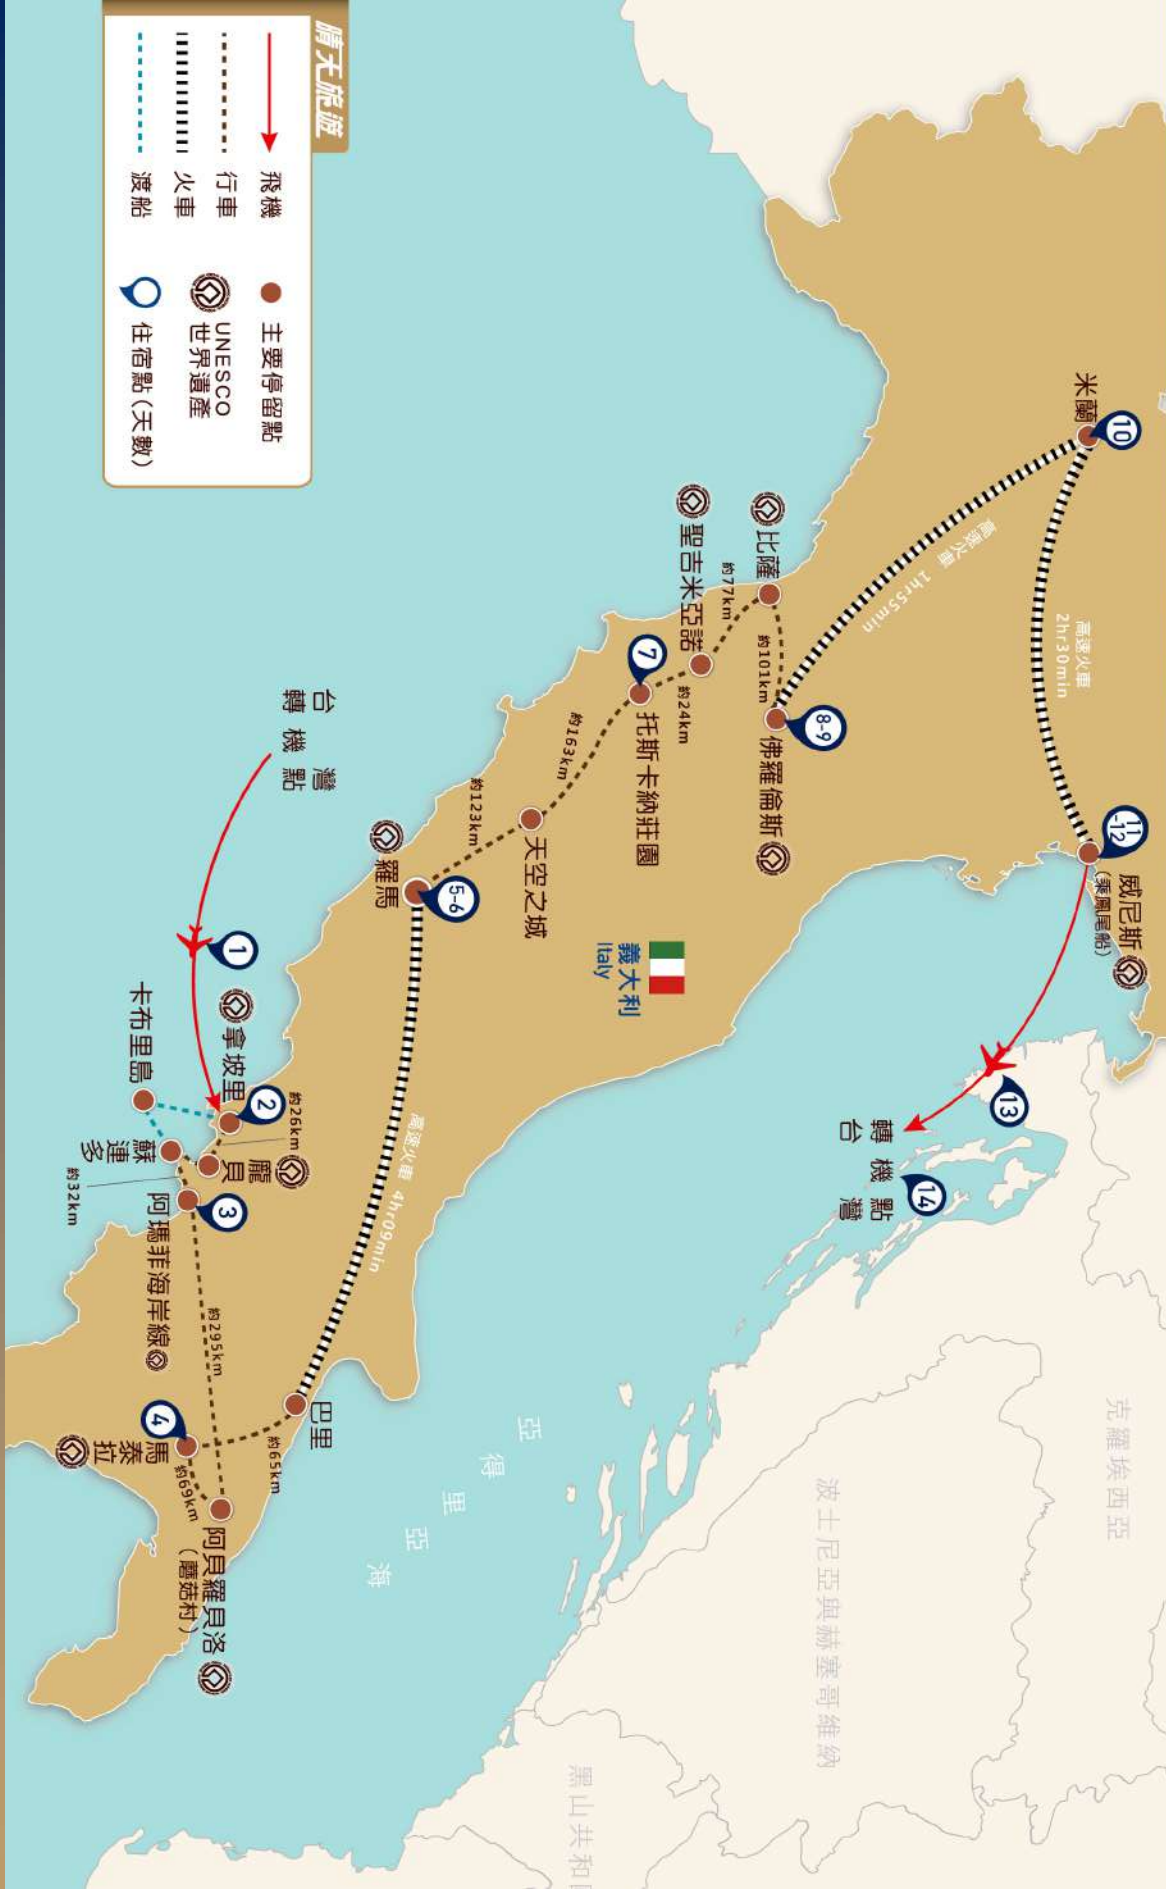 晴天旅遊
飛機
行車
火車
渡船
主要停留點
UNESCO
世界遺產
住宿點(天數)
10
米蘭
高速火車
2hr30min
11
-12
威尼斯
(乘鳳尾船)
高速火車 1hr55min
13
轉機點
台灣
14
比薩
約101km
8-9
佛羅倫斯
約77km
聖吉米亞諾
約24km
7
托斯卡納莊園
約163km
天空之城
約123km
羅馬
5-6
義大利
Italy
高速火車 4hr09min
台灣
轉機點
1
拿坡里
2
約26km
龐貝
卡布里島
蘇連多
約32km
3
阿瑪菲海岸線
約295km
巴里
約65km
4
馬泰拉
約69km
阿貝羅貝洛
(蘑菇村)
亞得里亞海
克羅埃西亞
波士尼亞與赫塞哥維納
黑山共和